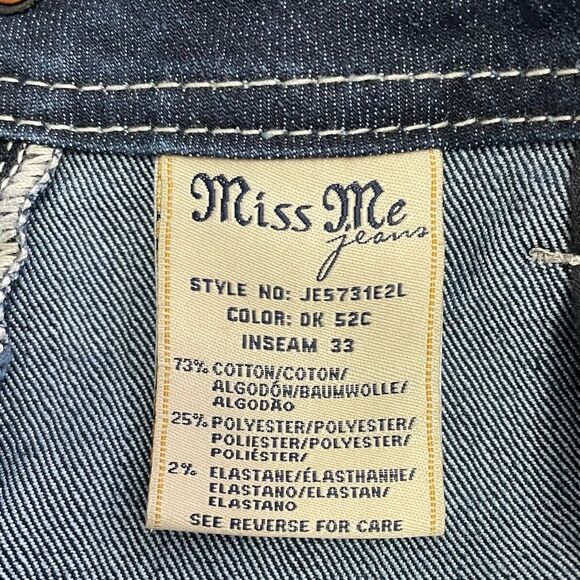 Miss Me
jeans
STYLE NO: JE5731E2L
COLOR: DK 52C
INSEAM 33
73% COTTON/COTON/
ALGODÓN/BAUMWOLLE/
ALGODÃO
25% POLYESTER/POLYESTER/
POLIESTER/POLYESTER/
POLIÉSTER/
2% ELASTANE/ÉLASTHANNE/
ELASTANO/ELASTAN/
ELASTANO
SEE REVERSE FOR CARE